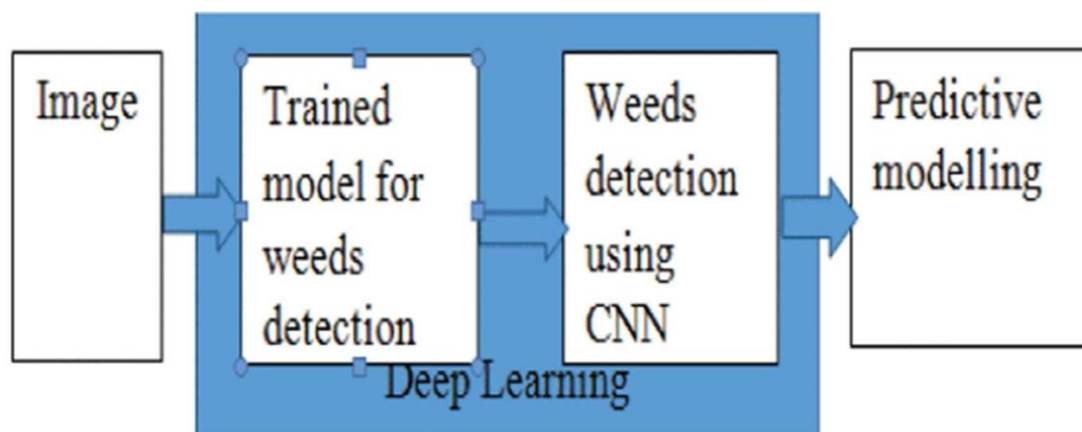 Image
Trained
model for
weeds
detection
Weeds
detection
using
CNN
Predictive
modelling
Deep Learning